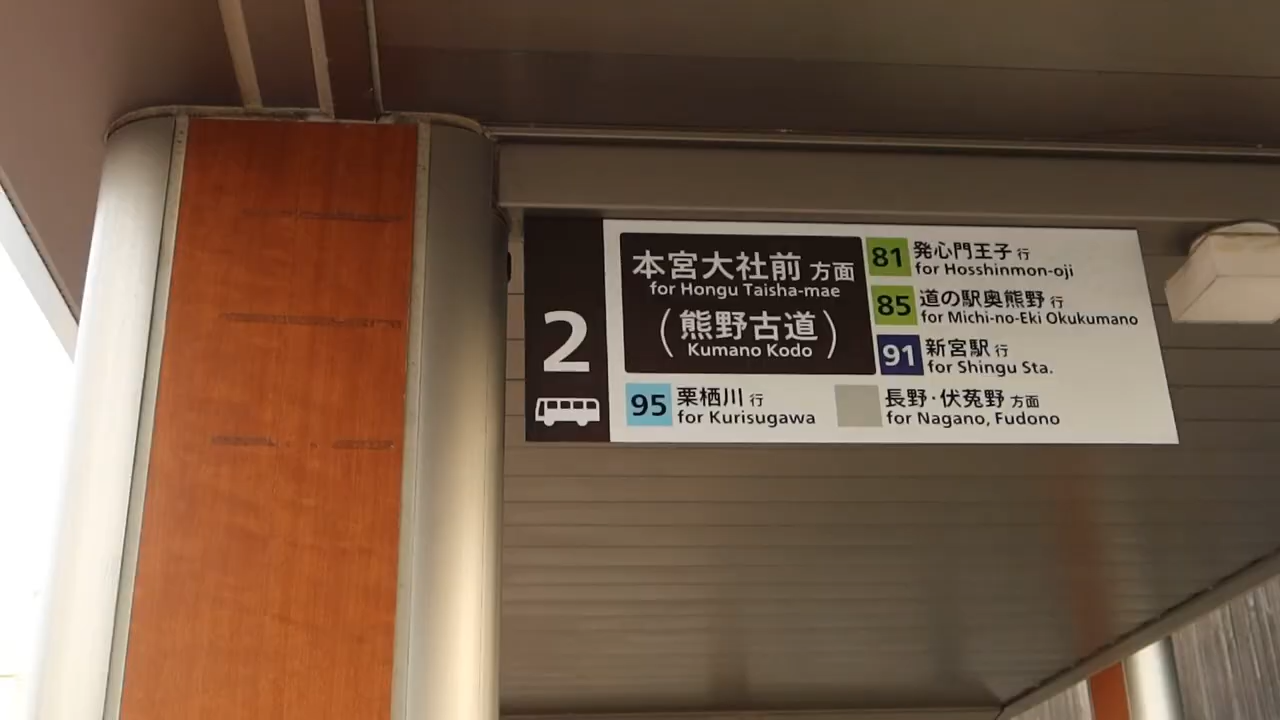 2
本宮大社前 方面
for Hongu Taisha-mae
(熊野古道)
Kumano Kodo
81 発心門王子 行
for Hosshinmon-oji
85 道の駅奥熊野 行
for Michi-no-Eki Okukumano
91 新宮駅 行
for Shingu Sta.
95 栗栖川 行
for Kurisugawa
長野・伏菟野 方面
for Nagano, Fudono